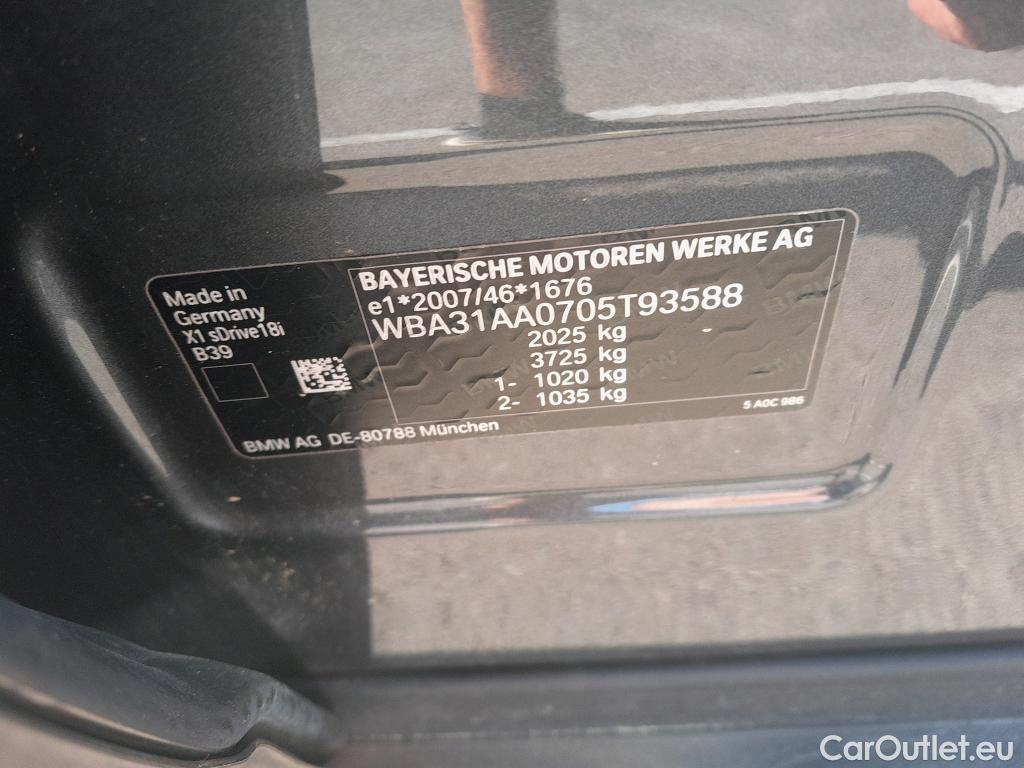 BAYERISCHE MOTOREN WERKE AG
e1*2007/46*1676
WBA31AA0705T93588
2025 kg
3725 kg
1- 1020 kg
2- 1035 kg
Made in
Germany
X1 sDrive18i
B39
5 A0C 986
BMW AG DE-80788 München
CarOutlet.eu